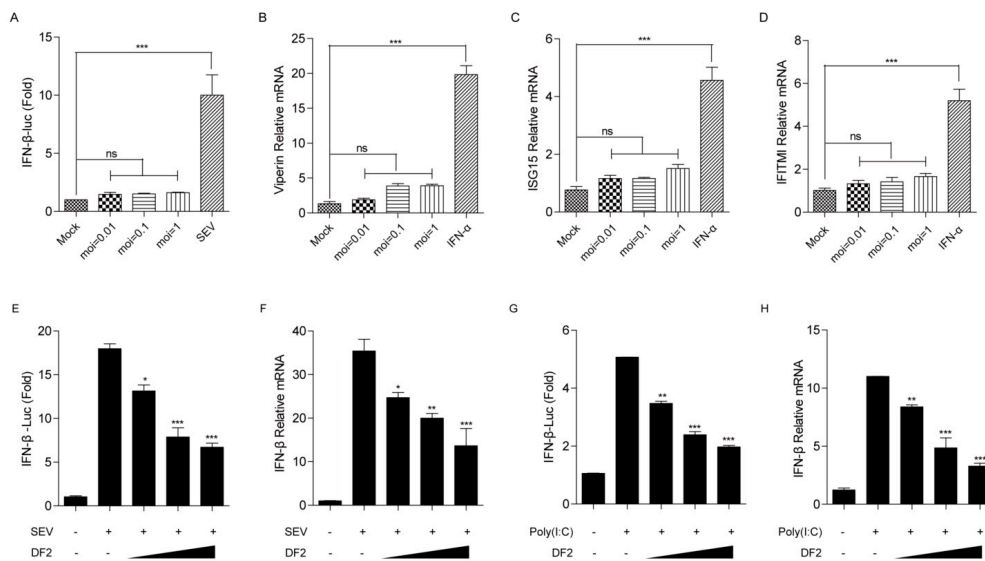 A
IFN-β-luc (Fold)
15
10
5
0
***
ns
Mock
moi=0.01
moi=0.1
moi=1
SEV
B
Viperin Relative mRNA
25
20
15
10
5
0
***
ns
Mock
moi=0.01
moi=0.1
moi=1
IFN-α
C
ISG15 Relative mRNA
6
4
2
0
***
ns
Mock
moi=0.01
moi=0.1
moi=1
IFN-α
D
IFITMI Relative mRNA
8
6
4
2
0
***
ns
Mock
moi=0.01
moi=0.1
moi=1
IFN-α
E
IFN-β -Luc (Fold)
20
15
10
5
0
*
***
***
SEV - + + + +
DF2 - -
F
IFN-β Relative mRNA
40
30
20
10
0
*
**
***
SEV - + + + +
DF2 - -
G
IFN-β-Luc (Fold)
6
4
2
0
**
***
***
Poly(I:C) - + + + +
DF2 - -
H
IFN-β Relative mRNA
15
10
5
0
**
***
***
Poly(I:C) - + + + +
DF2 - -